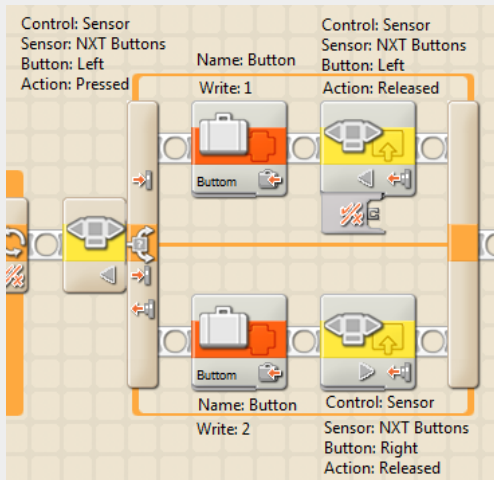 Control: Sensor
Sensor: NXT Buttons
Button: Left
Action: Pressed
Name: Button
Write: 1
Control: Sensor
Sensor: NXT Buttons
Button: Left
Action: Released
Buttom
Buttom
Name: Button
Write: 2
Control: Sensor
Sensor: NXT Buttons
Button: Right
Action: Released